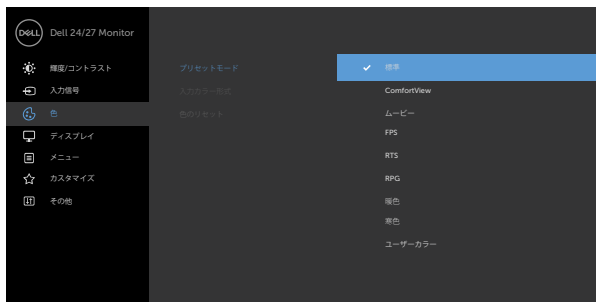 DELL Dell 24/27 Monitor
輝度/コントラスト
入力信号
色
ディスプレイ
メニュー
カスタマイズ
その他
プリセットモード
入力カラー形式
色のリセット
標準
ComfortView
ムービー
FPS
RTS
RPG
暖色
寒色
ユーザーカラー